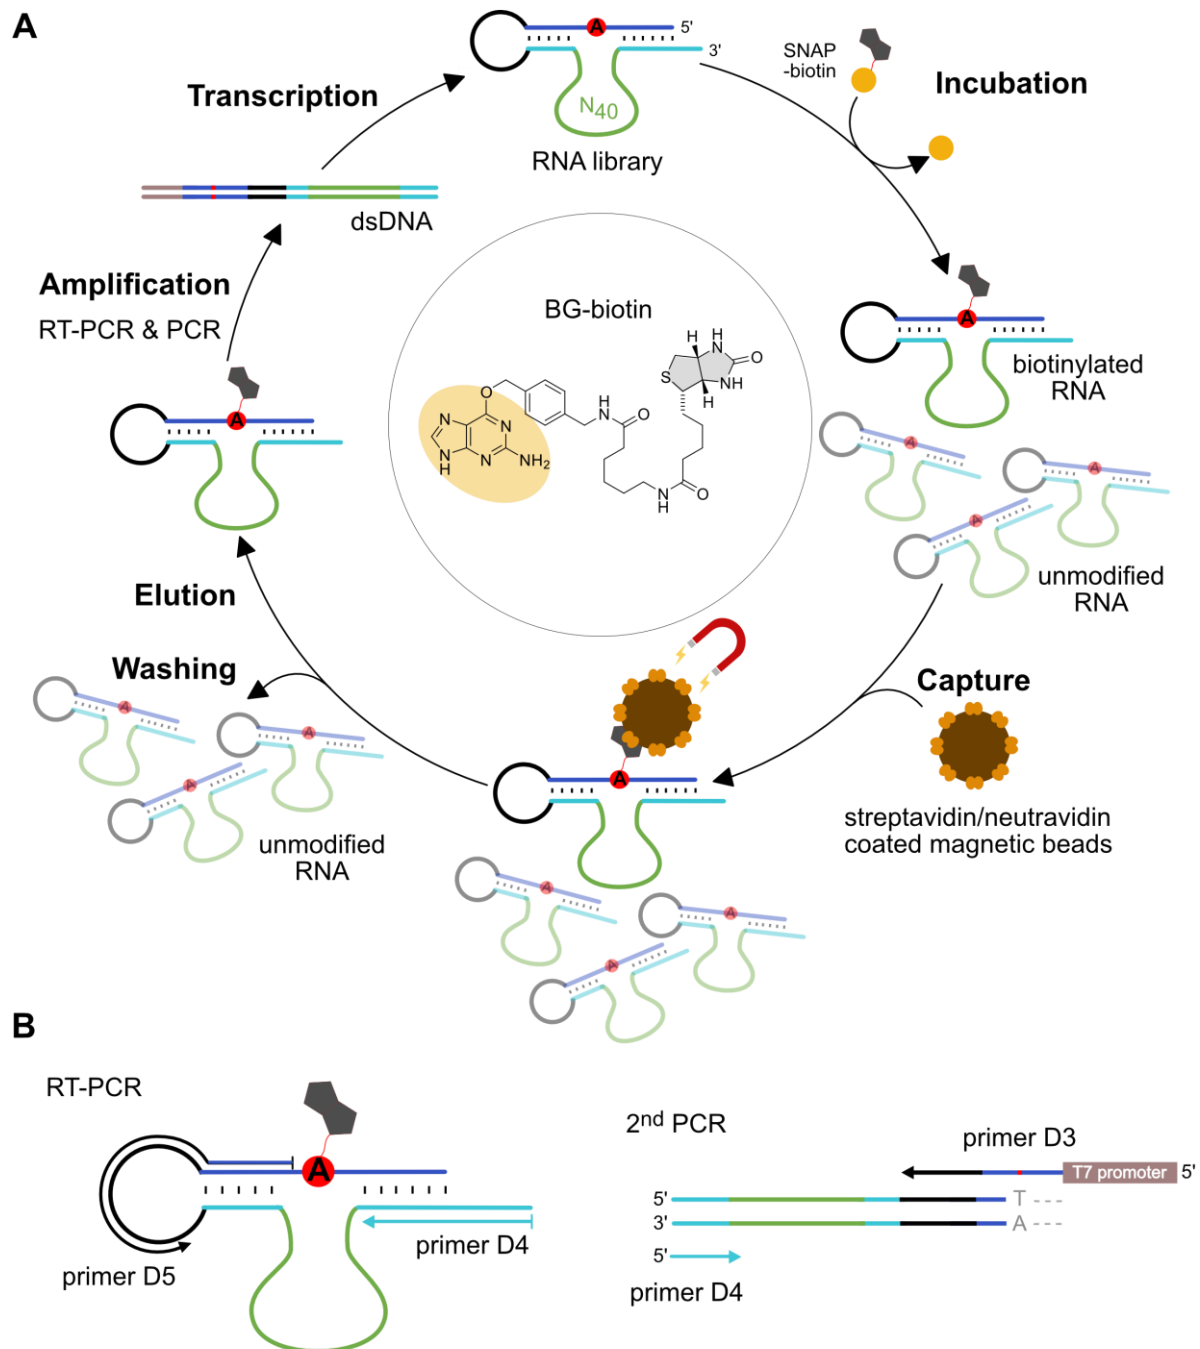 A
A
5'
3'
SNAP
-biotin
Incubation
Transcription
N40
RNA library
dsDNA
Amplification
RT-PCR & PCR
BG-biotin
H
N
O
S
NH
H
O
N
N
N
H
N
NH2
H
N
O
O
N
H
A
biotinylated
RNA
A
A
A
A
unmodified
RNA
Elution
Washing
Capture
A
A
A
A
streptavidin/neutravidin
coated magnetic beads
unmodified
RNA
A
A
A
B
RT-PCR
A
primer D5
primer D4
2nd PCR
primer D3
T7 promoter 5'
5' T
3' A
5'
primer D4